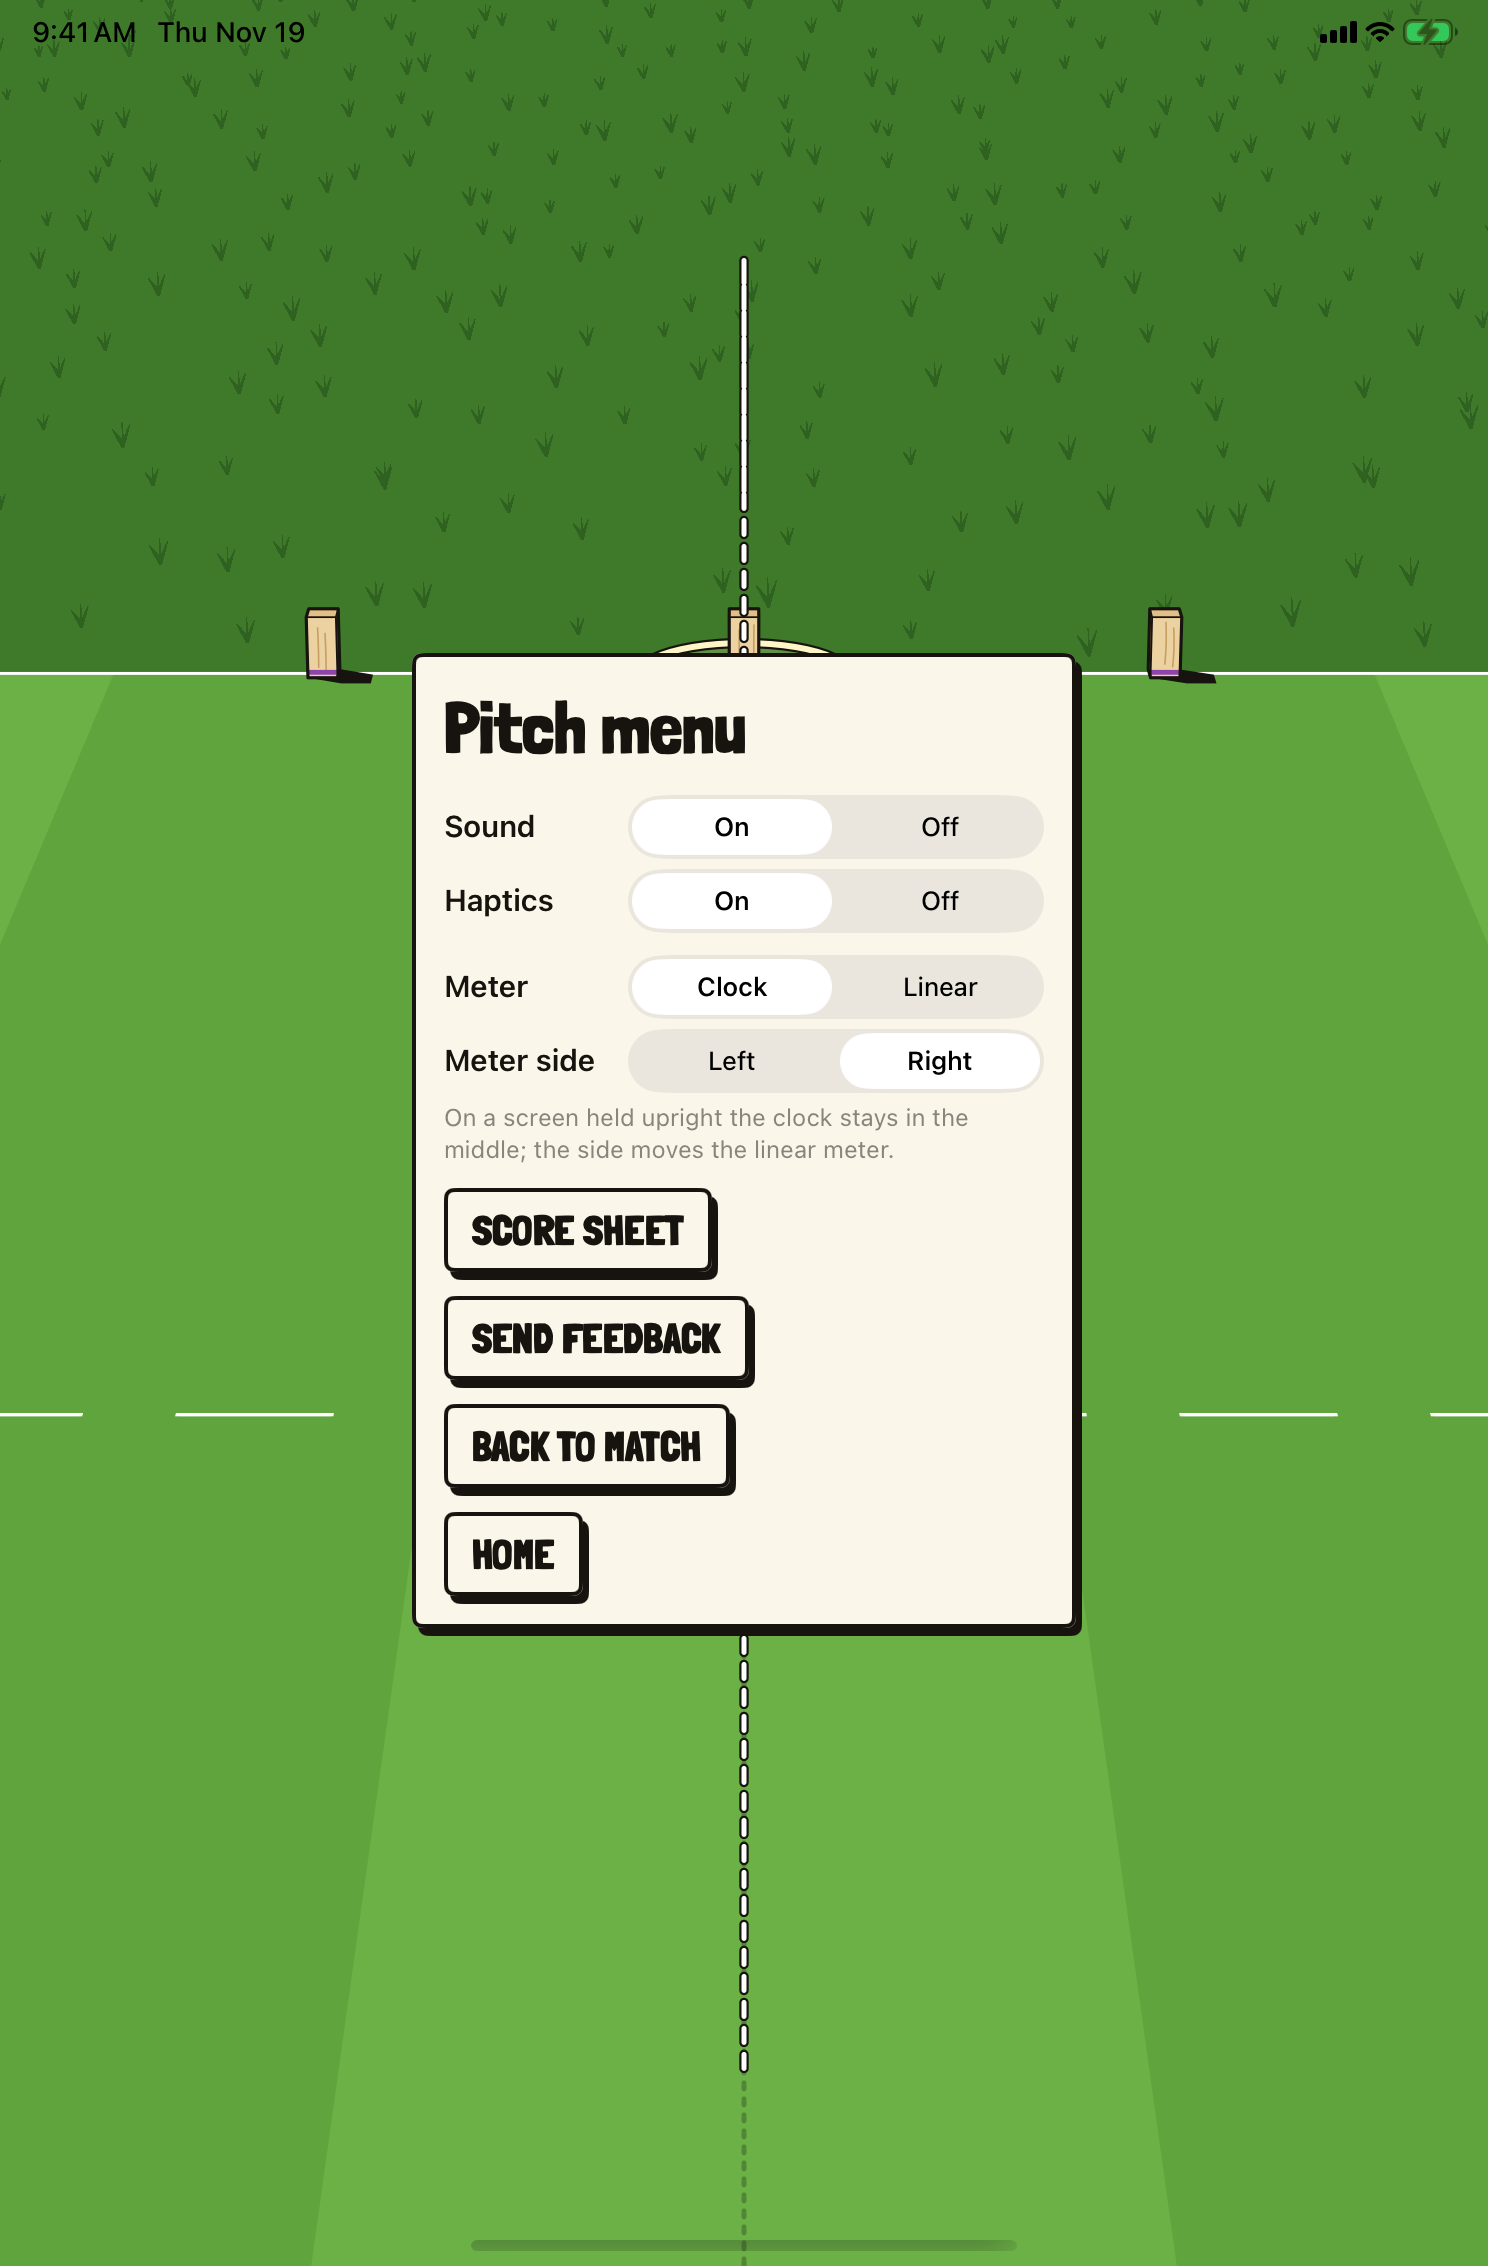 9:41 AM Thu Nov 19
Pitch menu
Sound On Off
Haptics On Off
Meter Clock Linear
Meter side Left Right
On a screen held upright the clock stays in the
middle; the side moves the linear meter.
SCORE SHEET
SEND FEEDBACK
BACK TO MATCH
HOME